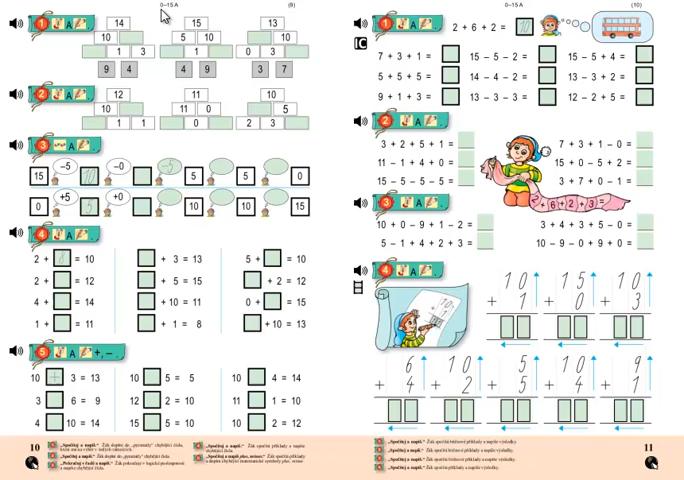 0–15 A (9)
1 A
14
10
1 3
9 4
15
5 10
1
4 9
13
10
0 3
3 7
2 A
12
10
1 1
11
11 0
0
10
5
2 3
3 A
15 –5 10 –0 –5 5 5 0
0 +5 5 10 10 15
4 A
2 + 8 = 10
+ 3 = 13
5 + = 10
2 + = 12
+ 5 = 15
+ 2 = 12
4 + = 14
+ 10 = 11
0 + = 15
1 + = 11
+ 1 = 8
+ 10 = 13
5 A +, –
10 + 3 = 13
10 5 = 5
10 4 = 14
3 6 = 9
12 2 = 10
11 1 = 10
4 10 = 14
15 5 = 10
10 2 = 12
10
0–15 A (10)
1 A
2 + 6 + 2 = 10
7 + 3 + 1 =
15 – 5 – 2 =
15 – 5 + 4 =
5 + 5 + 5 =
14 – 4 – 2 =
13 – 3 + 2 =
9 + 1 + 3 =
13 – 3 – 3 =
12 – 2 + 5 =
2 A
3 + 2 + 5 + 1 =
7 + 3 + 1 – 0 =
11 – 1 + 4 + 0 =
15 + 0 – 5 + 2 =
15 – 5 – 5 – 5 =
3 + 7 + 0 – 1 =
2 + 6 + 2 + 3 =
3 A
10 + 0 – 9 + 1 – 2 =
3 + 4 + 3 + 5 – 0 =
5 – 1 + 4 + 2 + 3 =
10 – 9 – 0 + 9 + 0 =
4 A
10
+ 1
15
+ 0
10
+ 3
6
+ 4
10
+ 2
5
+ 5
10
+ 4
9
+ 1
11